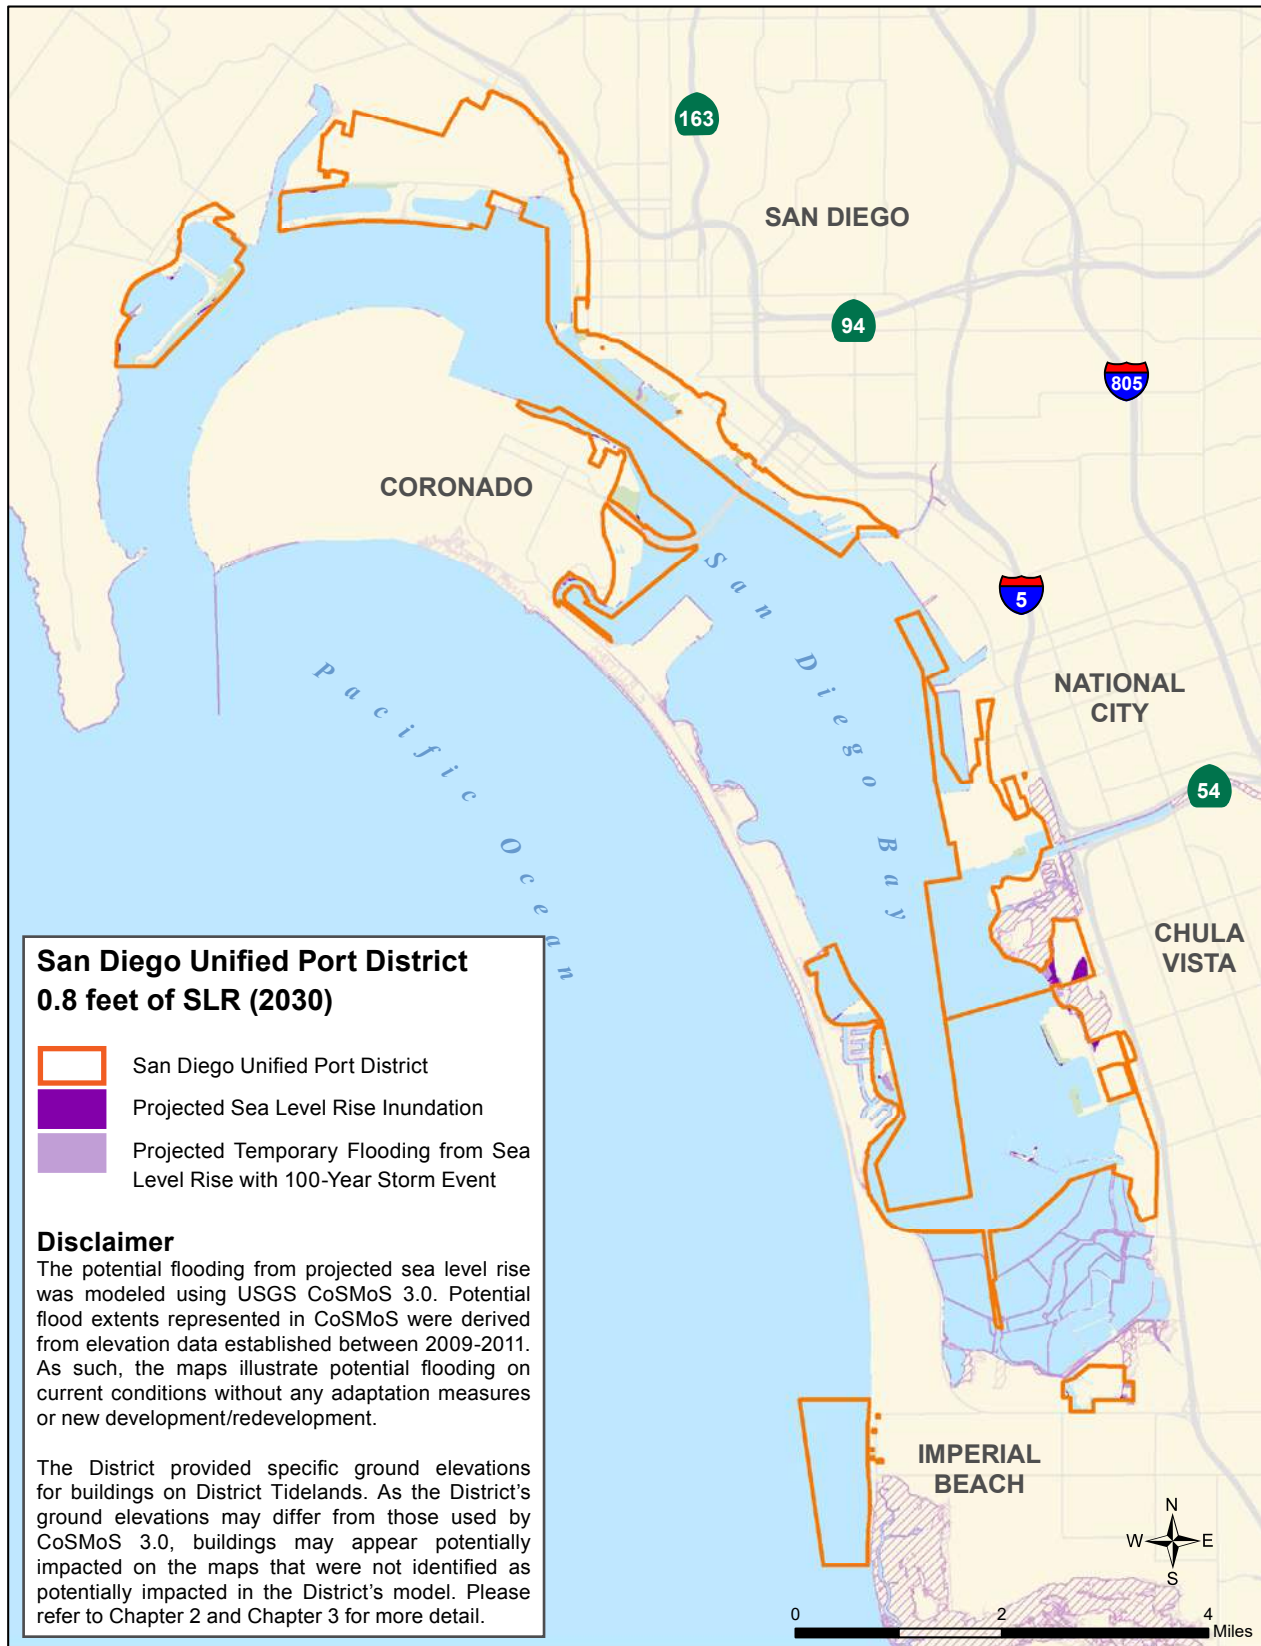 163
SAN DIEGO
94
805
CORONADO
San Diego Bay
5
Pacific Ocean
NATIONAL
CITY
54
CHULA
VISTA
San Diego Unified Port District
0.8 feet of SLR (2030)
San Diego Unified Port District
Projected Sea Level Rise Inundation
Projected Temporary Flooding from Sea
Level Rise with 100-Year Storm Event
Disclaimer
The potential flooding from projected sea level rise
was modeled using USGS CoSMoS 3.0. Potential
flood extents represented in CoSMoS were derived
from elevation data established between 2009-2011.
As such, the maps illustrate potential flooding on
current conditions without any adaptation measures
or new development/redevelopment.
The District provided specific ground elevations
for buildings on District Tidelands. As the District’s
ground elevations may differ from those used by
CoSMoS 3.0, buildings may appear potentially
impacted on the maps that were not identified as
potentially impacted in the District’s model. Please
refer to Chapter 2 and Chapter 3 for more detail.
IMPERIAL
BEACH
N
W E
S
0 2 4
Miles